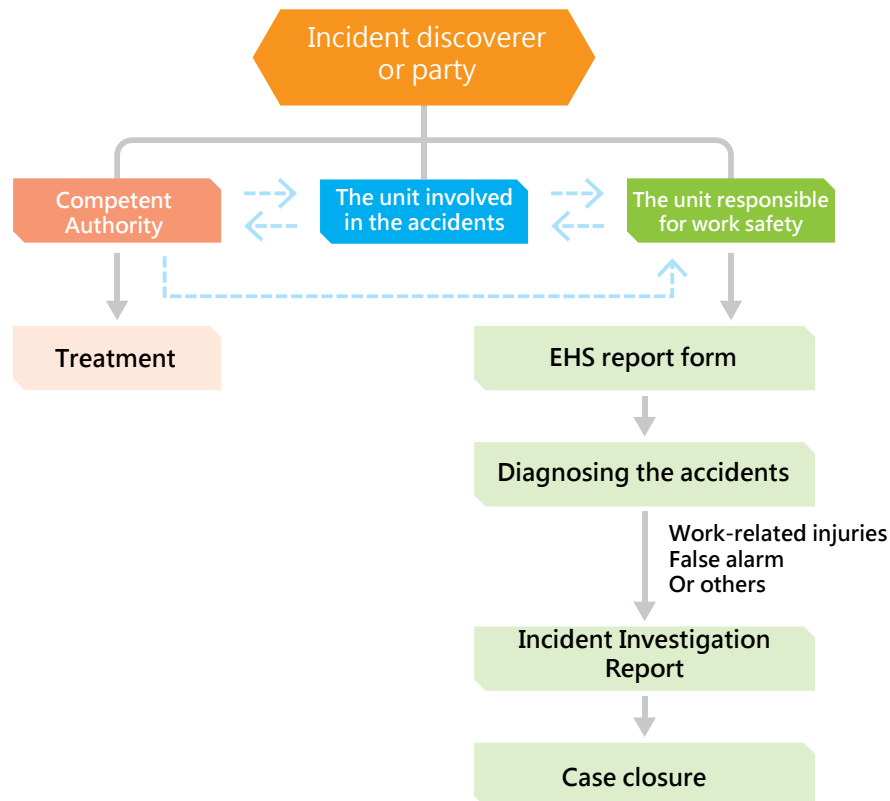 Incident discoverer
or party
Competent
Authority
The unit involved
in the accidents
The unit responsible
for work safety
Treatment
EHS report form
Diagnosing the accidents
Work-related injuries
False alarm
Or others
Incident Investigation
Report
Case closure